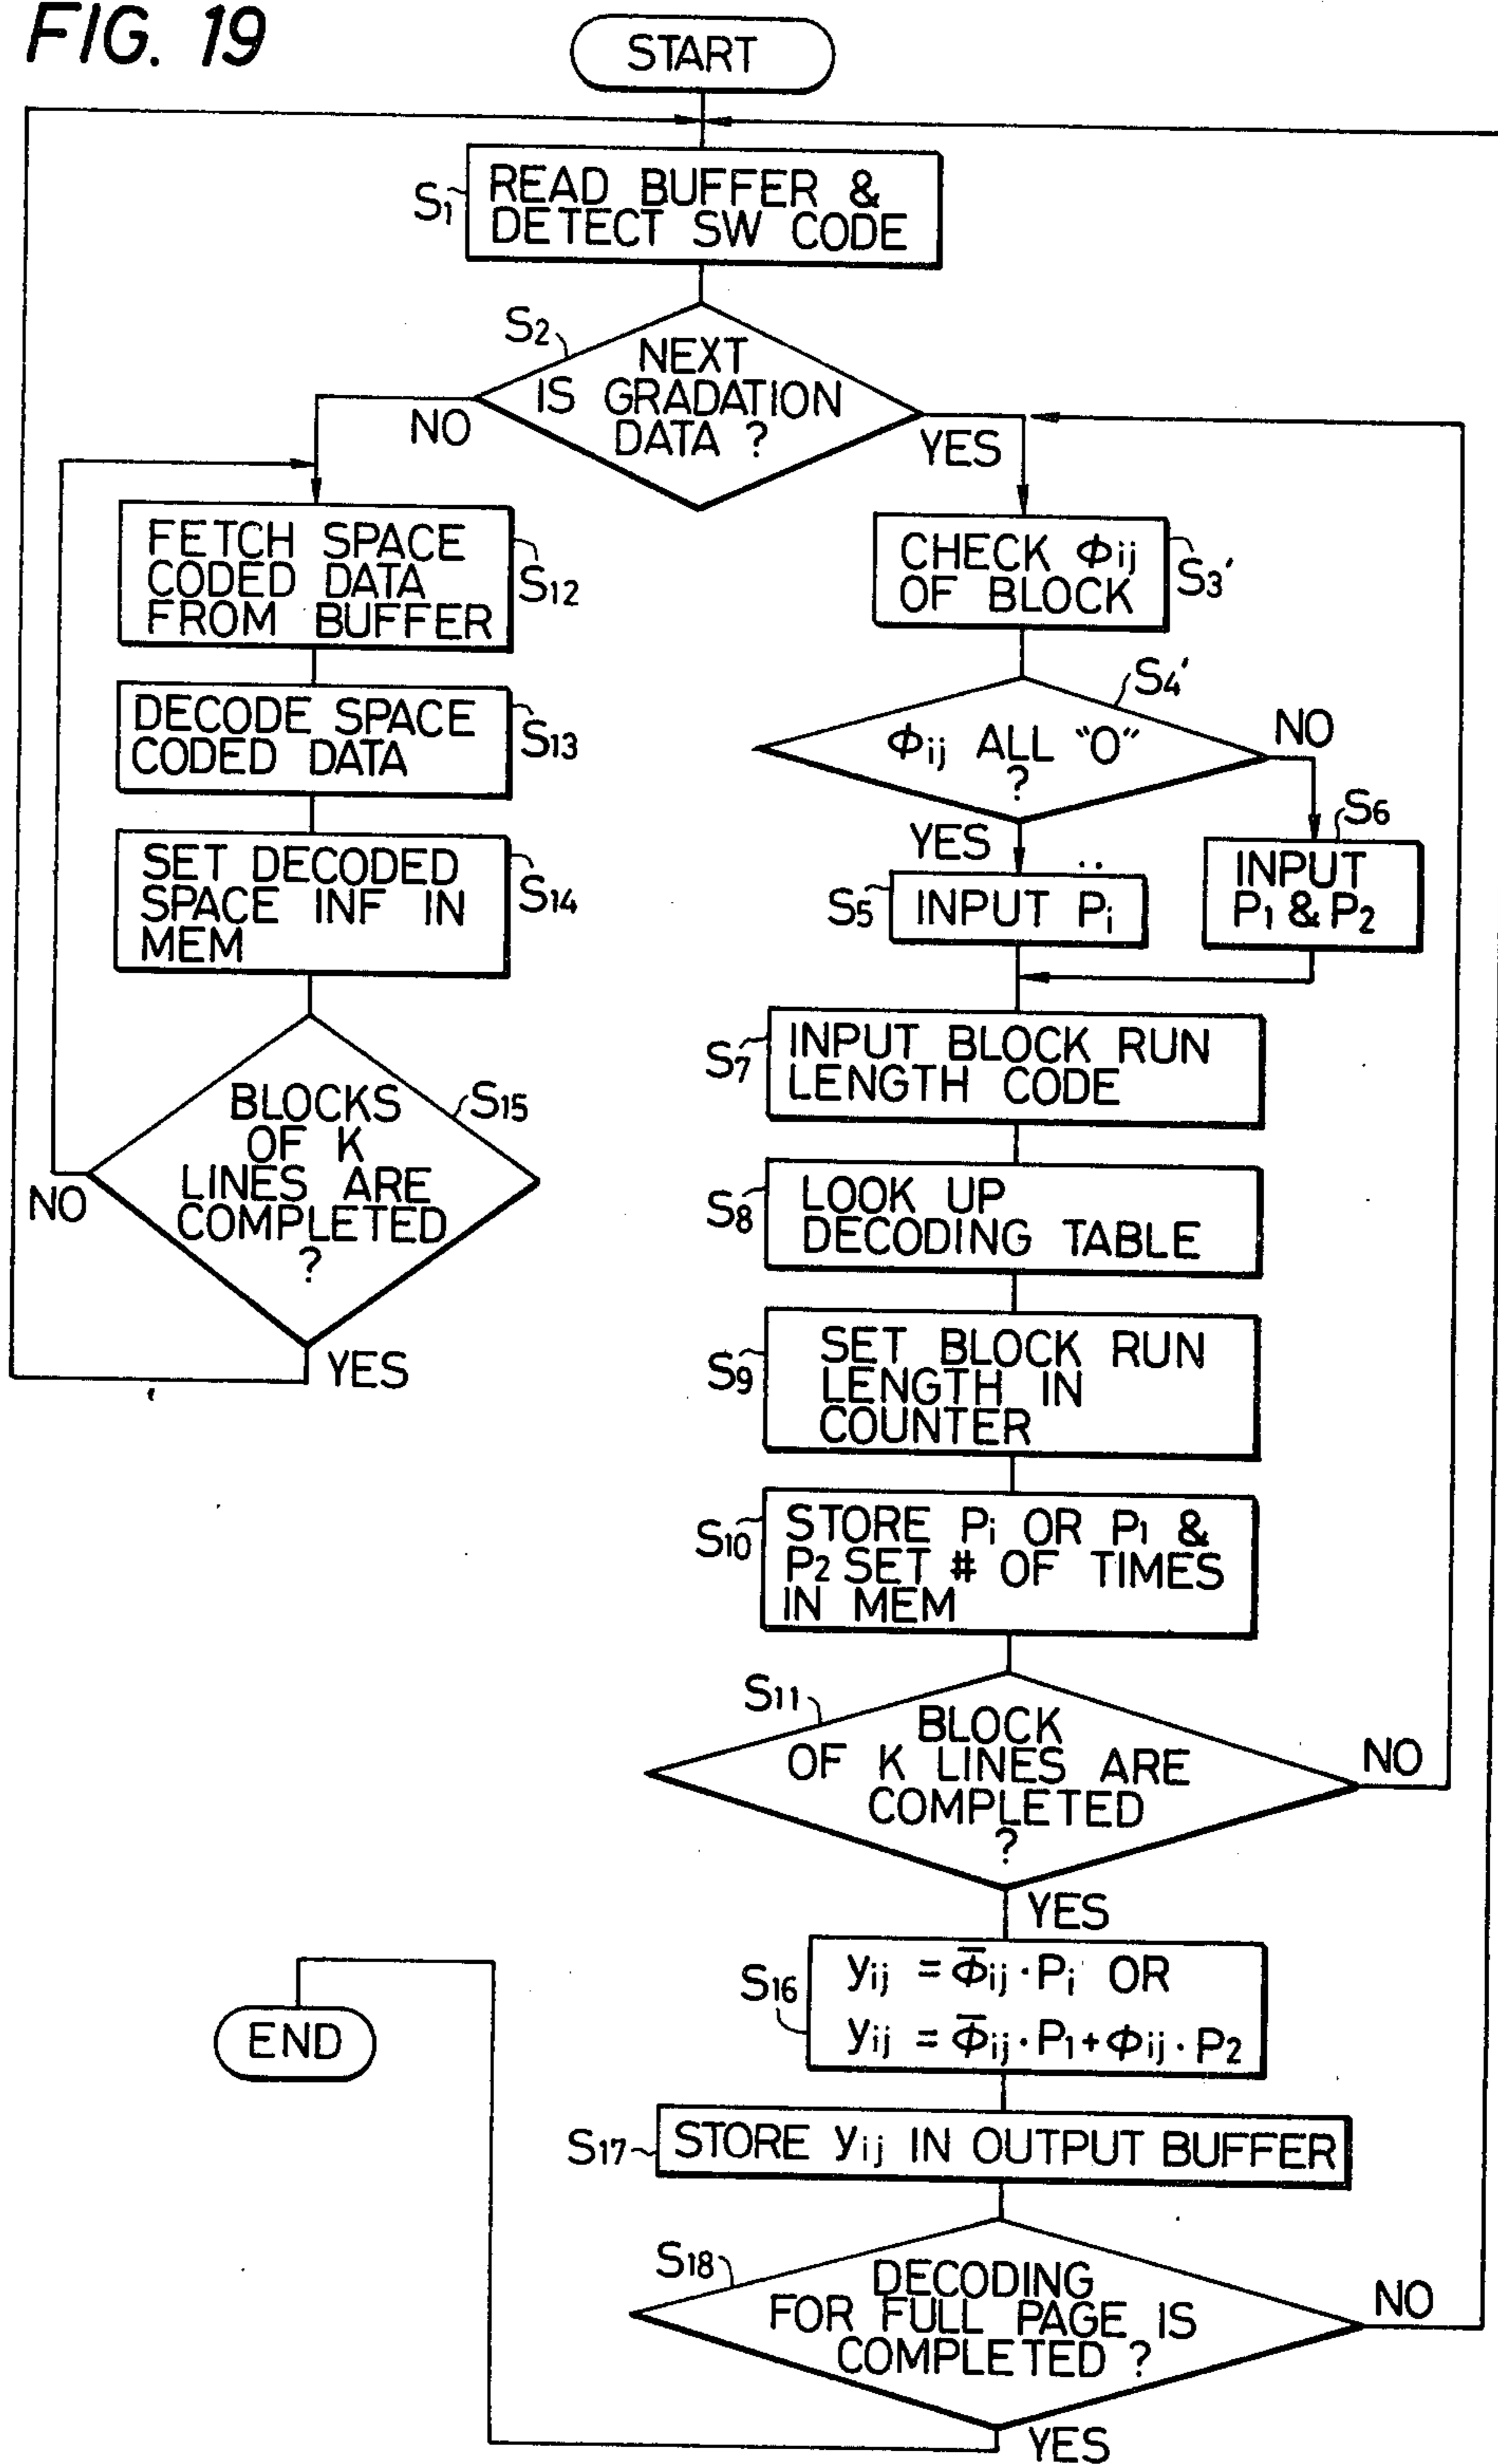 FIG. 19
START
S1
READ BUFFER &
DETECT SW CODE
S2
NEXT
IS GRADATION
DATA ?
NO
YES
FETCH SPACE
CODED DATA
FROM BUFFER
S12
DECODE SPACE
CODED DATA
S13
SET DECODED
SPACE INF IN
MEM
S14
BLOCKS
OF K
LINES ARE
COMPLETED
?
S15
NO
YES
CHECK ϕij
OF BLOCK
S3'
S4'
ϕij ALL "0"
?
NO
YES
S5
INPUT Pi
S6
INPUT
P1 & P2
S7
INPUT BLOCK RUN
LENGTH CODE
S8
LOOK UP
DECODING TABLE
S9
SET BLOCK RUN
LENGTH IN
COUNTER
S10
STORE Pi OR P1 &
P2 SET # OF TIMES
IN MEM
S11
BLOCK
OF K LINES ARE
COMPLETED
?
NO
YES
S16
yij = ϕ̅ij · Pi OR
yij = ϕ̅ij · P1 + ϕij · P2
END
S17
STORE yij IN OUTPUT BUFFER
S18
DECODING
FOR FULL PAGE IS
COMPLETED ?
NO
YES